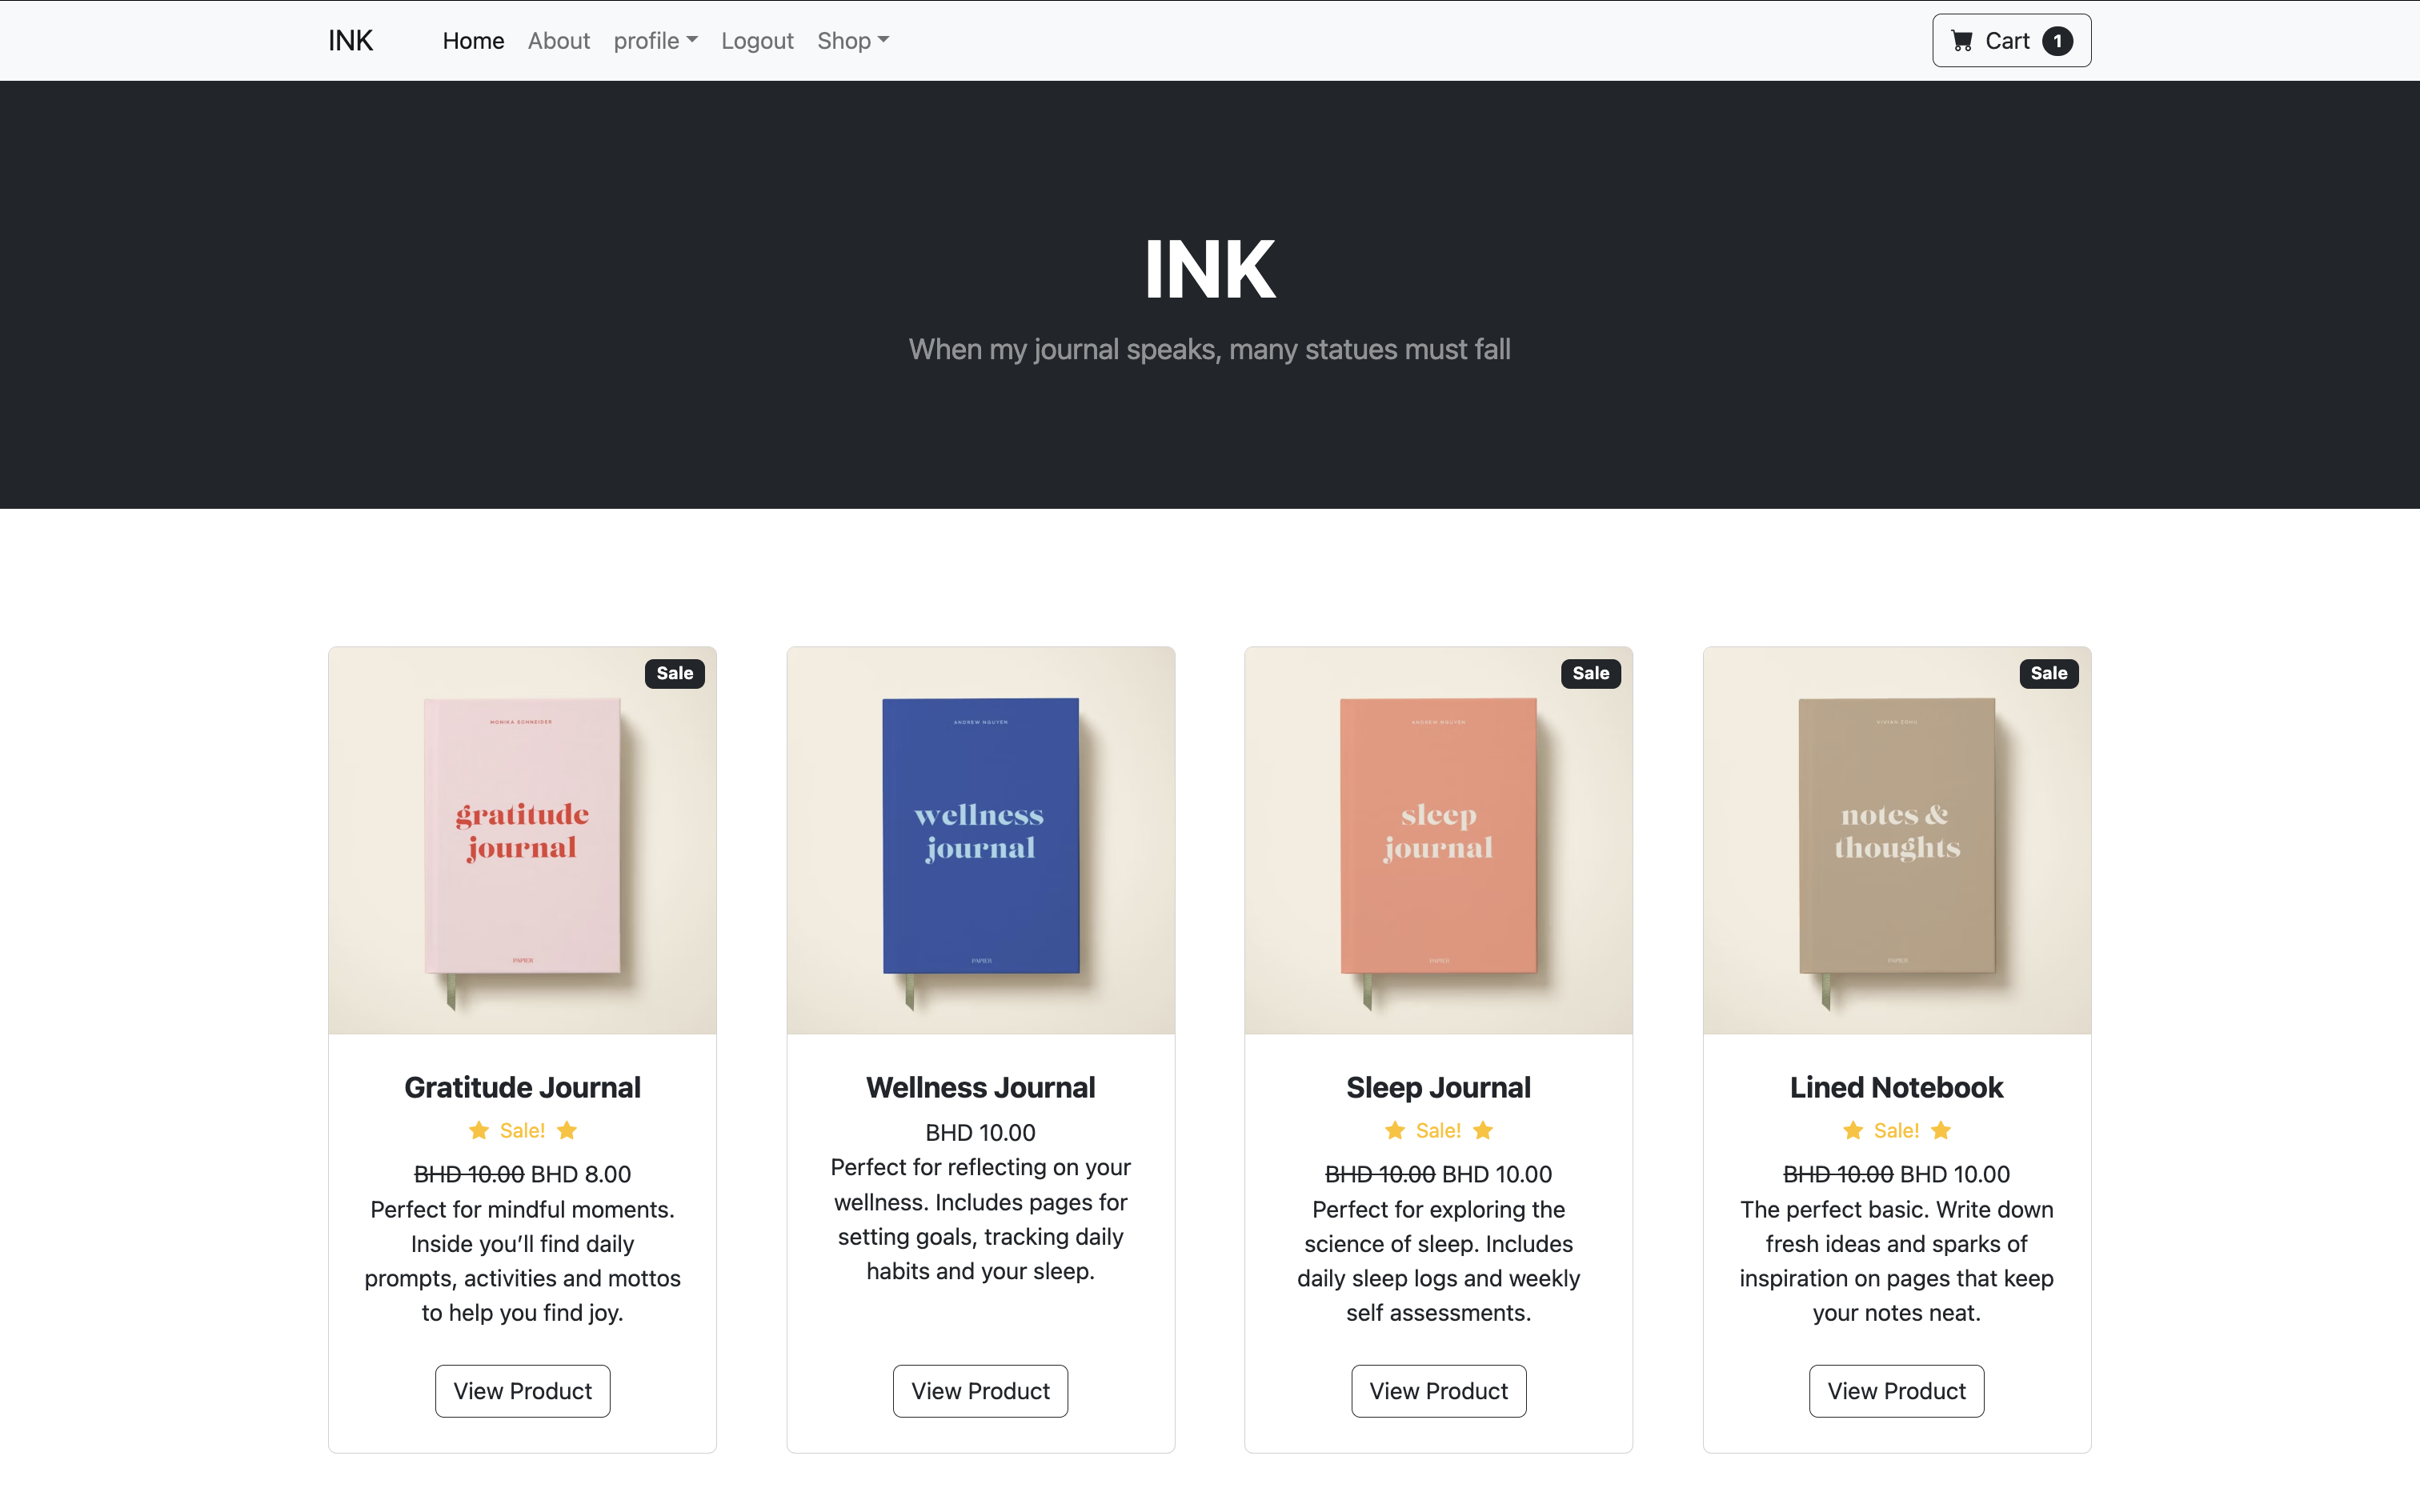 INK
Home About profile Logout Shop
Cart 1
INK
When my journal speaks, many statues must fall
Sale
MONIKA SCHNEIDER
gratitude
journal
PAPIER
Gratitude Journal
Sale!
BHD 10.00 BHD 8.00
Perfect for mindful moments.
Inside you’ll find daily
prompts, activities and mottos
to help you find joy.
View Product
ANDREW NGUYEN
wellness
journal
PAPIER
Wellness Journal
BHD 10.00
Perfect for reflecting on your
wellness. Includes pages for
setting goals, tracking daily
habits and your sleep.
View Product
Sale
ANDREW NGUYEN
sleep
journal
PAPIER
Sleep Journal
Sale!
BHD 10.00 BHD 10.00
Perfect for exploring the
science of sleep. Includes
daily sleep logs and weekly
self assessments.
View Product
Sale
notes &
thoughts
PAPIER
Lined Notebook
Sale!
BHD 10.00 BHD 10.00
The perfect basic. Write down
fresh ideas and sparks of
inspiration on pages that keep
your notes neat.
View Product